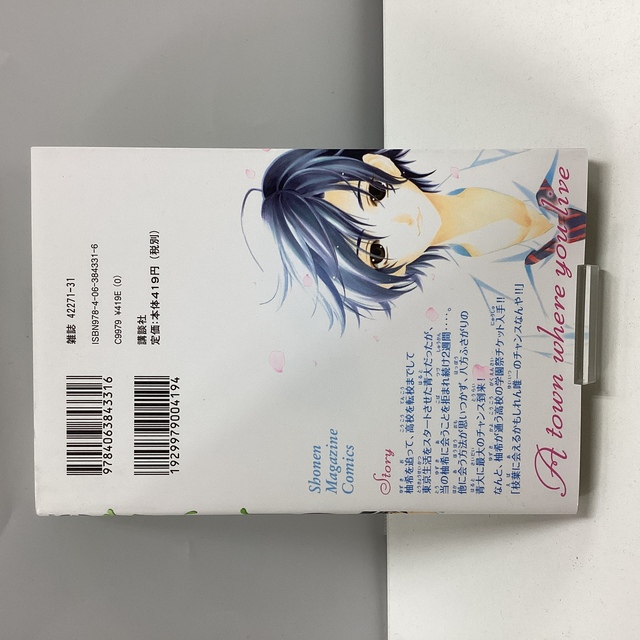 A town where you live
Shonen
Magazine
Comics
Story
柚希を追って、高校を転校までして
東京生活をスタートさせた青大だったが、
当の柚希に会うことを拒まれ続け2週間‥‥。
他に会う方法が思いつかず、八方ふさがりの
青大に最大のチャンス到来!
なんと、柚希が通う高校の学園祭チケット入手!!
「枝葉に会えるかもしれん唯一のチャンスなんや!!」
9784063843316
1929979004194
雑誌 42271-31
ISBN978-4-06-384331-6
C9979 ¥419E (0)
講談社
定価:本体419円(税別)